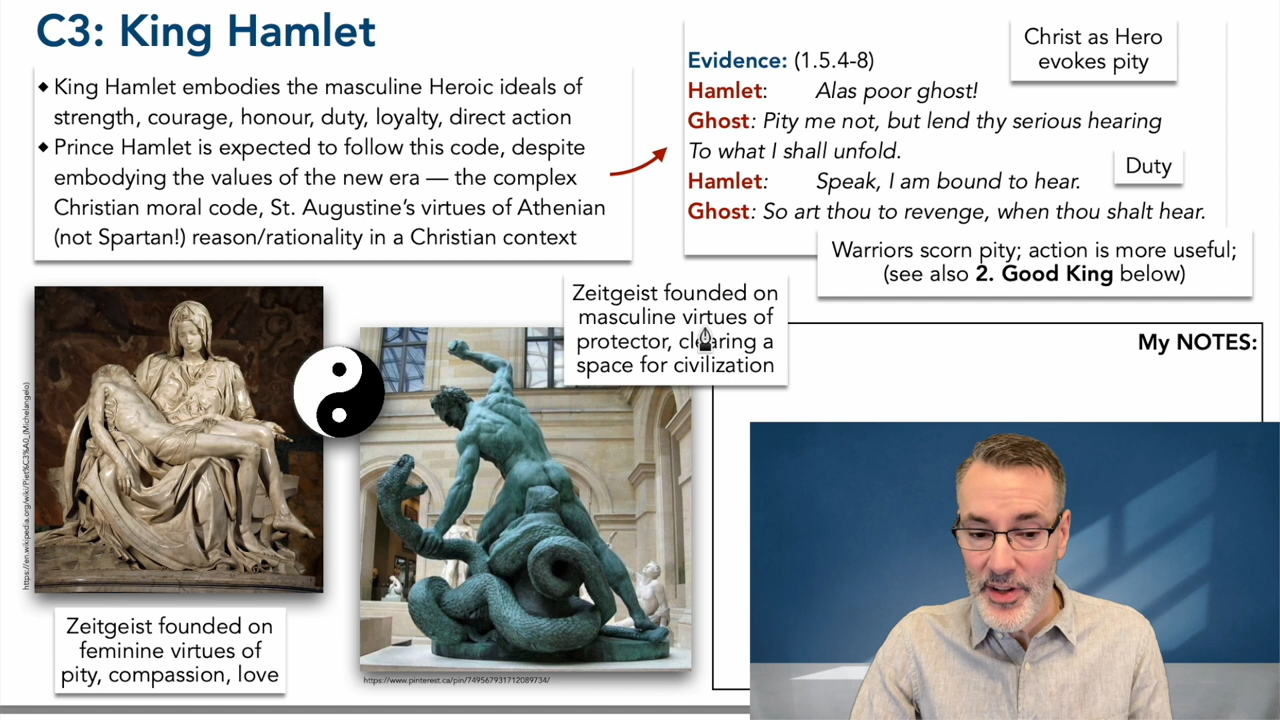 C3: King Hamlet
◆ King Hamlet embodies the masculine Heroic ideals of
strength, courage, honour, duty, loyalty, direct action
◆ Prince Hamlet is expected to follow this code, despite
embodying the values of the new era — the complex
Christian moral code, St. Augustine's virtues of Athenian
(not Spartan!) reason/rationality in a Christian context
Evidence: (1.5.4-8)
Hamlet: Alas poor ghost!
Ghost: Pity me not, but lend thy serious hearing
To what I shall unfold.
Hamlet: Speak, I am bound to hear.
Ghost: So art thou to revenge, when thou shalt hear.
Christ as Hero
evokes pity
Duty
Warriors scorn pity; action is more useful;
(see also 2. Good King below)
Zeitgeist founded on
masculine virtues of
protector, clearing a
space for civilization
My NOTES:
https://en.wikipedia.org/wiki/Piet%C3%A0_(Michelangelo)
Zeitgeist founded on
feminine virtues of
pity, compassion, love
https://www.pinterest.ca/pin/749567931712089734/